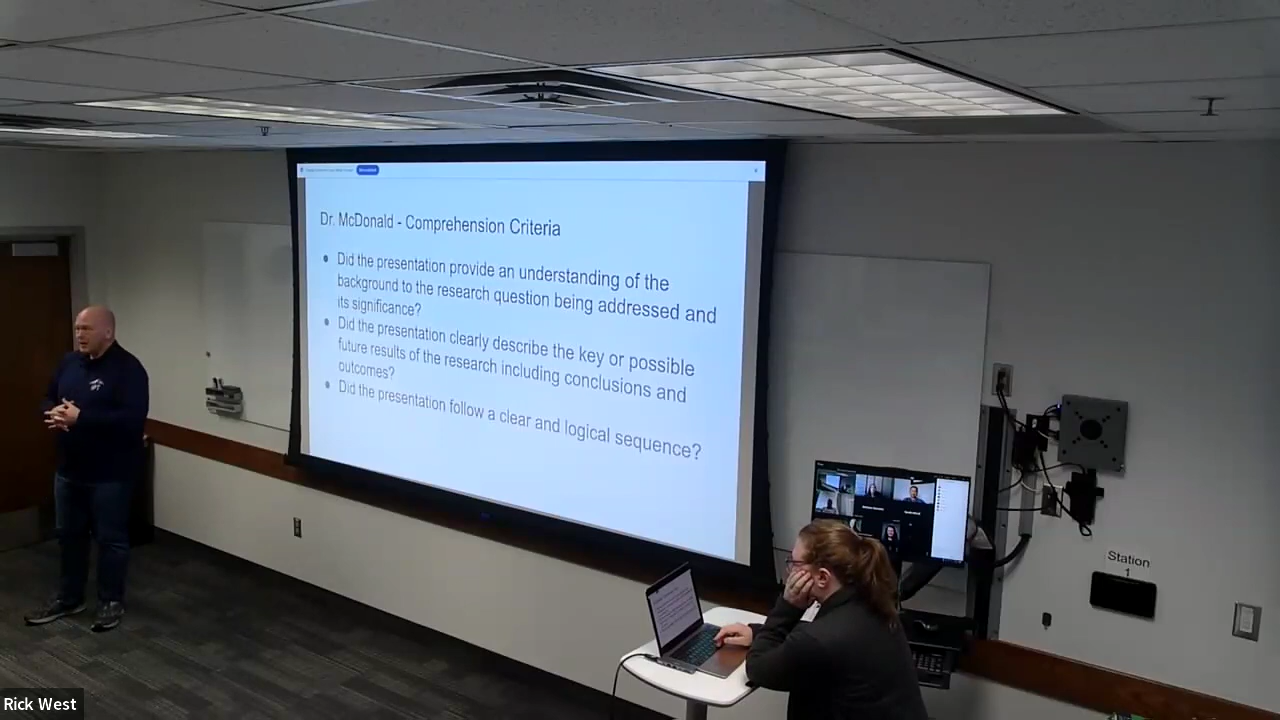 Dr. McDonald - Comprehension Criteria
Did the presentation provide an understanding of the
background to the research question being addressed and
its significance?
Did the presentation clearly describe the key or possible
future results of the research including conclusions and
outcomes?
Did the presentation follow a clear and logical sequence?
Station
1
Rick West